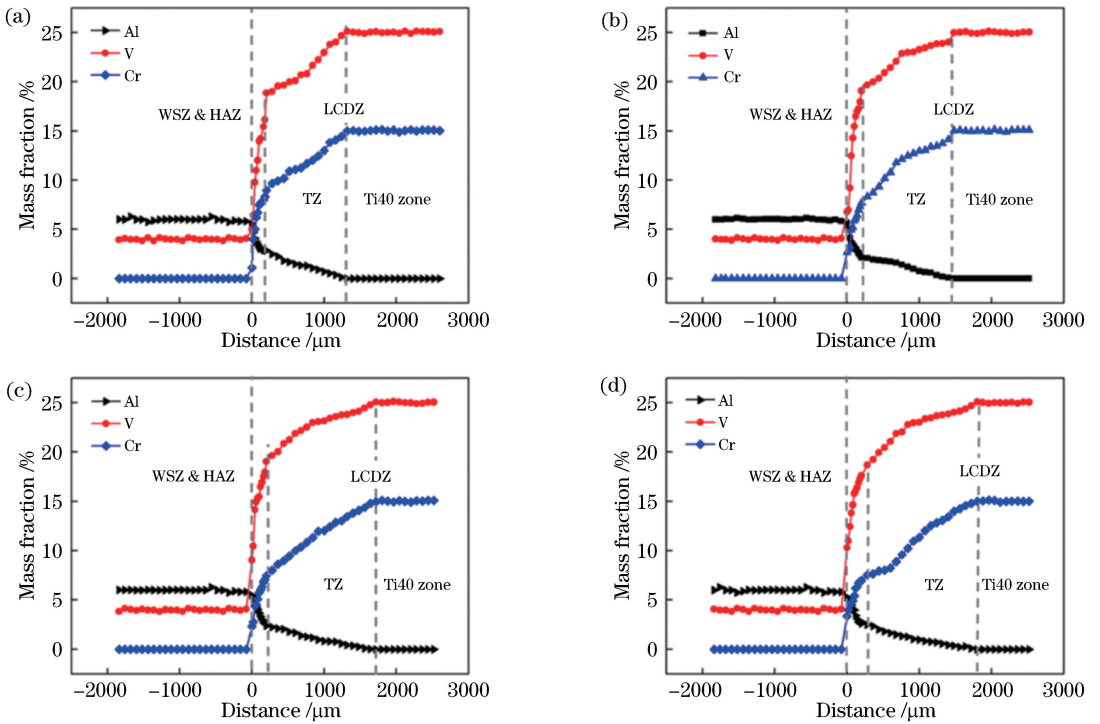 (a)
Al
V
Cr
WSZ & HAZ
LCDZ
TZ
Ti40 zone
Mass fraction /%
25
20
15
10
5
0
−2000 −1000 0 1000 2000 3000
Distance /μm
(b)
Al
V
Cr
WSZ & HAZ
LCDZ
TZ
Ti40 zone
Mass fraction /%
25
20
15
10
5
0
−2000 −1000 0 1000 2000 3000
Distance /μm
(c)
Al
V
Cr
WSZ & HAZ
LCDZ
TZ
Ti40 zone
Mass fraction /%
25
20
15
10
5
0
−2000 −1000 0 1000 2000 3000
Distance /μm
(d)
Al
V
Cr
WSZ & HAZ
LCDZ
TZ
Ti40 zone
Mass fraction /%
25
20
15
10
5
0
−2000 −1000 0 1000 2000 3000
Distance /μm